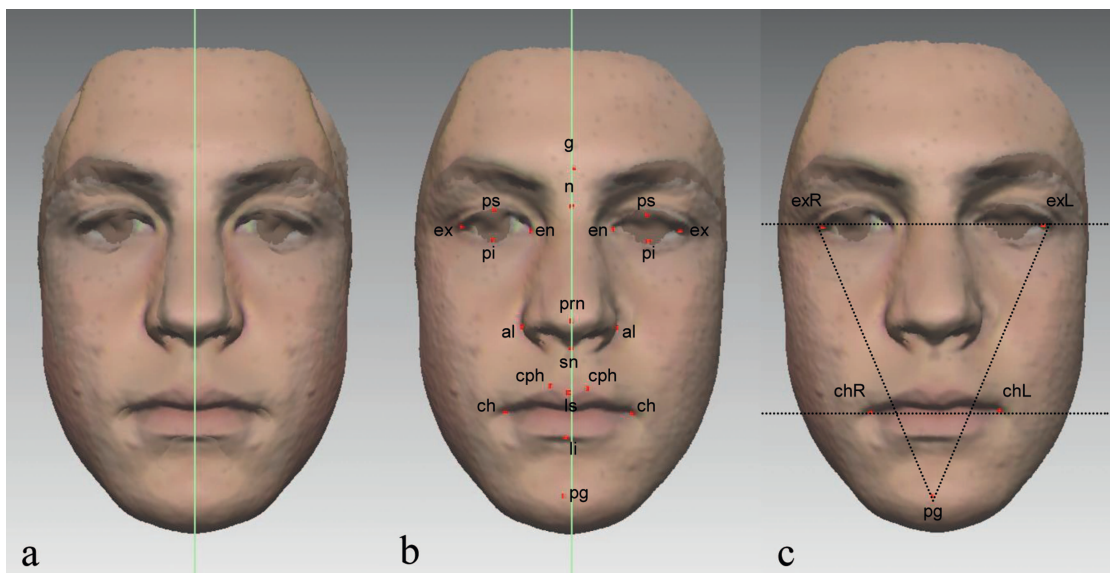 g
n
ps
ps
ex
en
en
ex
pi
pi
prn
al
al
sn
cph
cph
ls
ch
ch
li
pg
exR
exL
chR
chL
pg
a
b
c